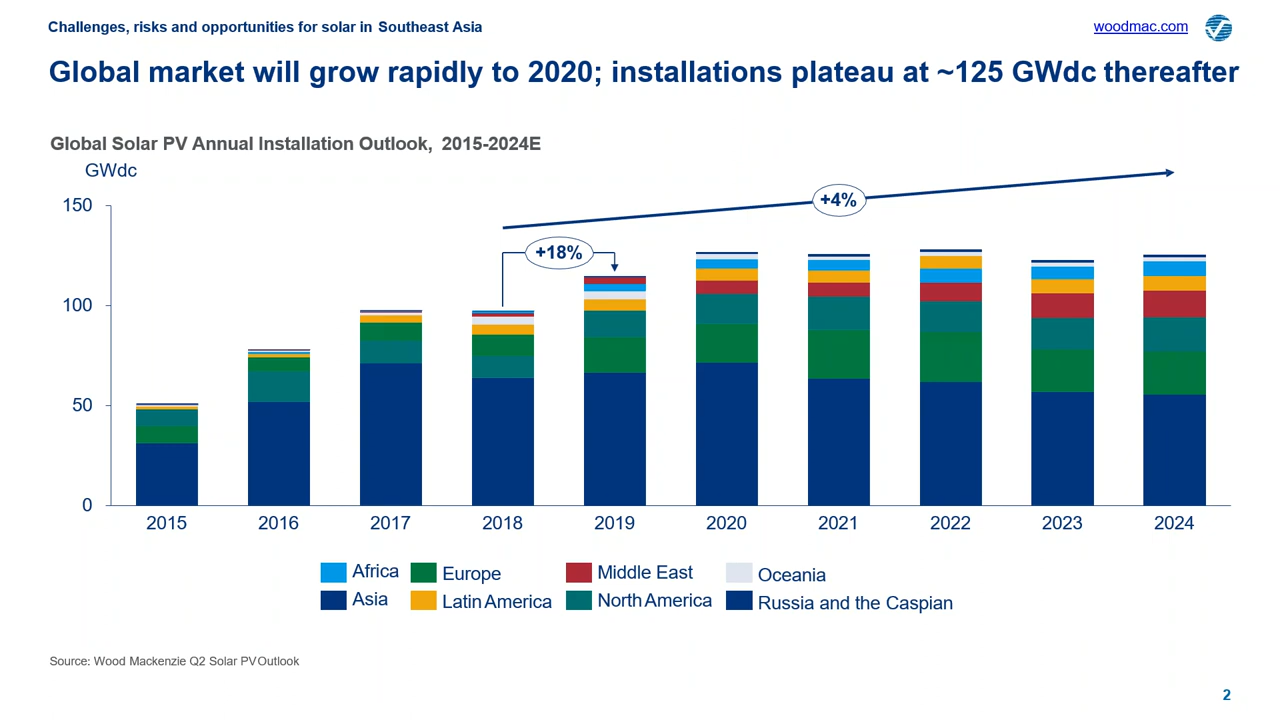 Challenges, risks and opportunities for solar in Southeast Asia
woodmac.com
Global market will grow rapidly to 2020; installations plateau at ~125 GWdc thereafter
Global Solar PV Annual Installation Outlook, 2015-2024E
GWdc
150
+4%
+18%
100
50
0
2015 2016 2017 2018 2019 2020 2021 2022 2023 2024
Africa Europe Middle East Oceania
Asia Latin America North America Russia and the Caspian
Source: Wood Mackenzie Q2 Solar PV Outlook
2